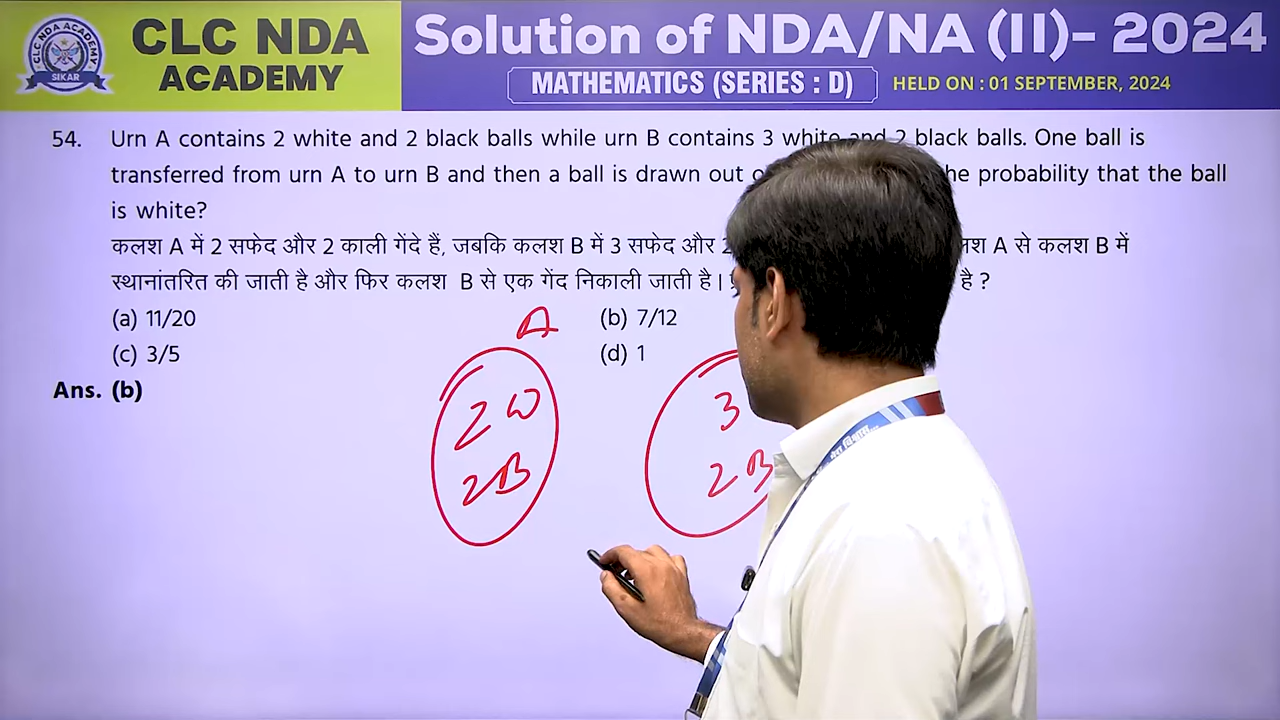 CLC NDA ACADEMY
SIKAR
CLC NDA
ACADEMY
Solution of NDA/NA (II)- 2024
MATHEMATICS (SERIES : D) HELD ON : 01 SEPTEMBER, 2024
54. Urn A contains 2 white and 2 black balls while urn B contains 3 white and 2 black balls. One ball is
transferred from urn A to urn B and then a ball is drawn out probability that the ball
is white?
कलश A में 2 सफेद और 2 काली गेंदे हैं, जबकि कलश B में 3 सफेद और A से कलश B में
स्थानांतरित की जाती है और फिर कलश B से एक गेंद निकाली जाती है। है ?
(a) 11/20 (b) 7/12
(c) 3/5 (d) 1
Ans. (b)
A
2 W 3
2B 2B